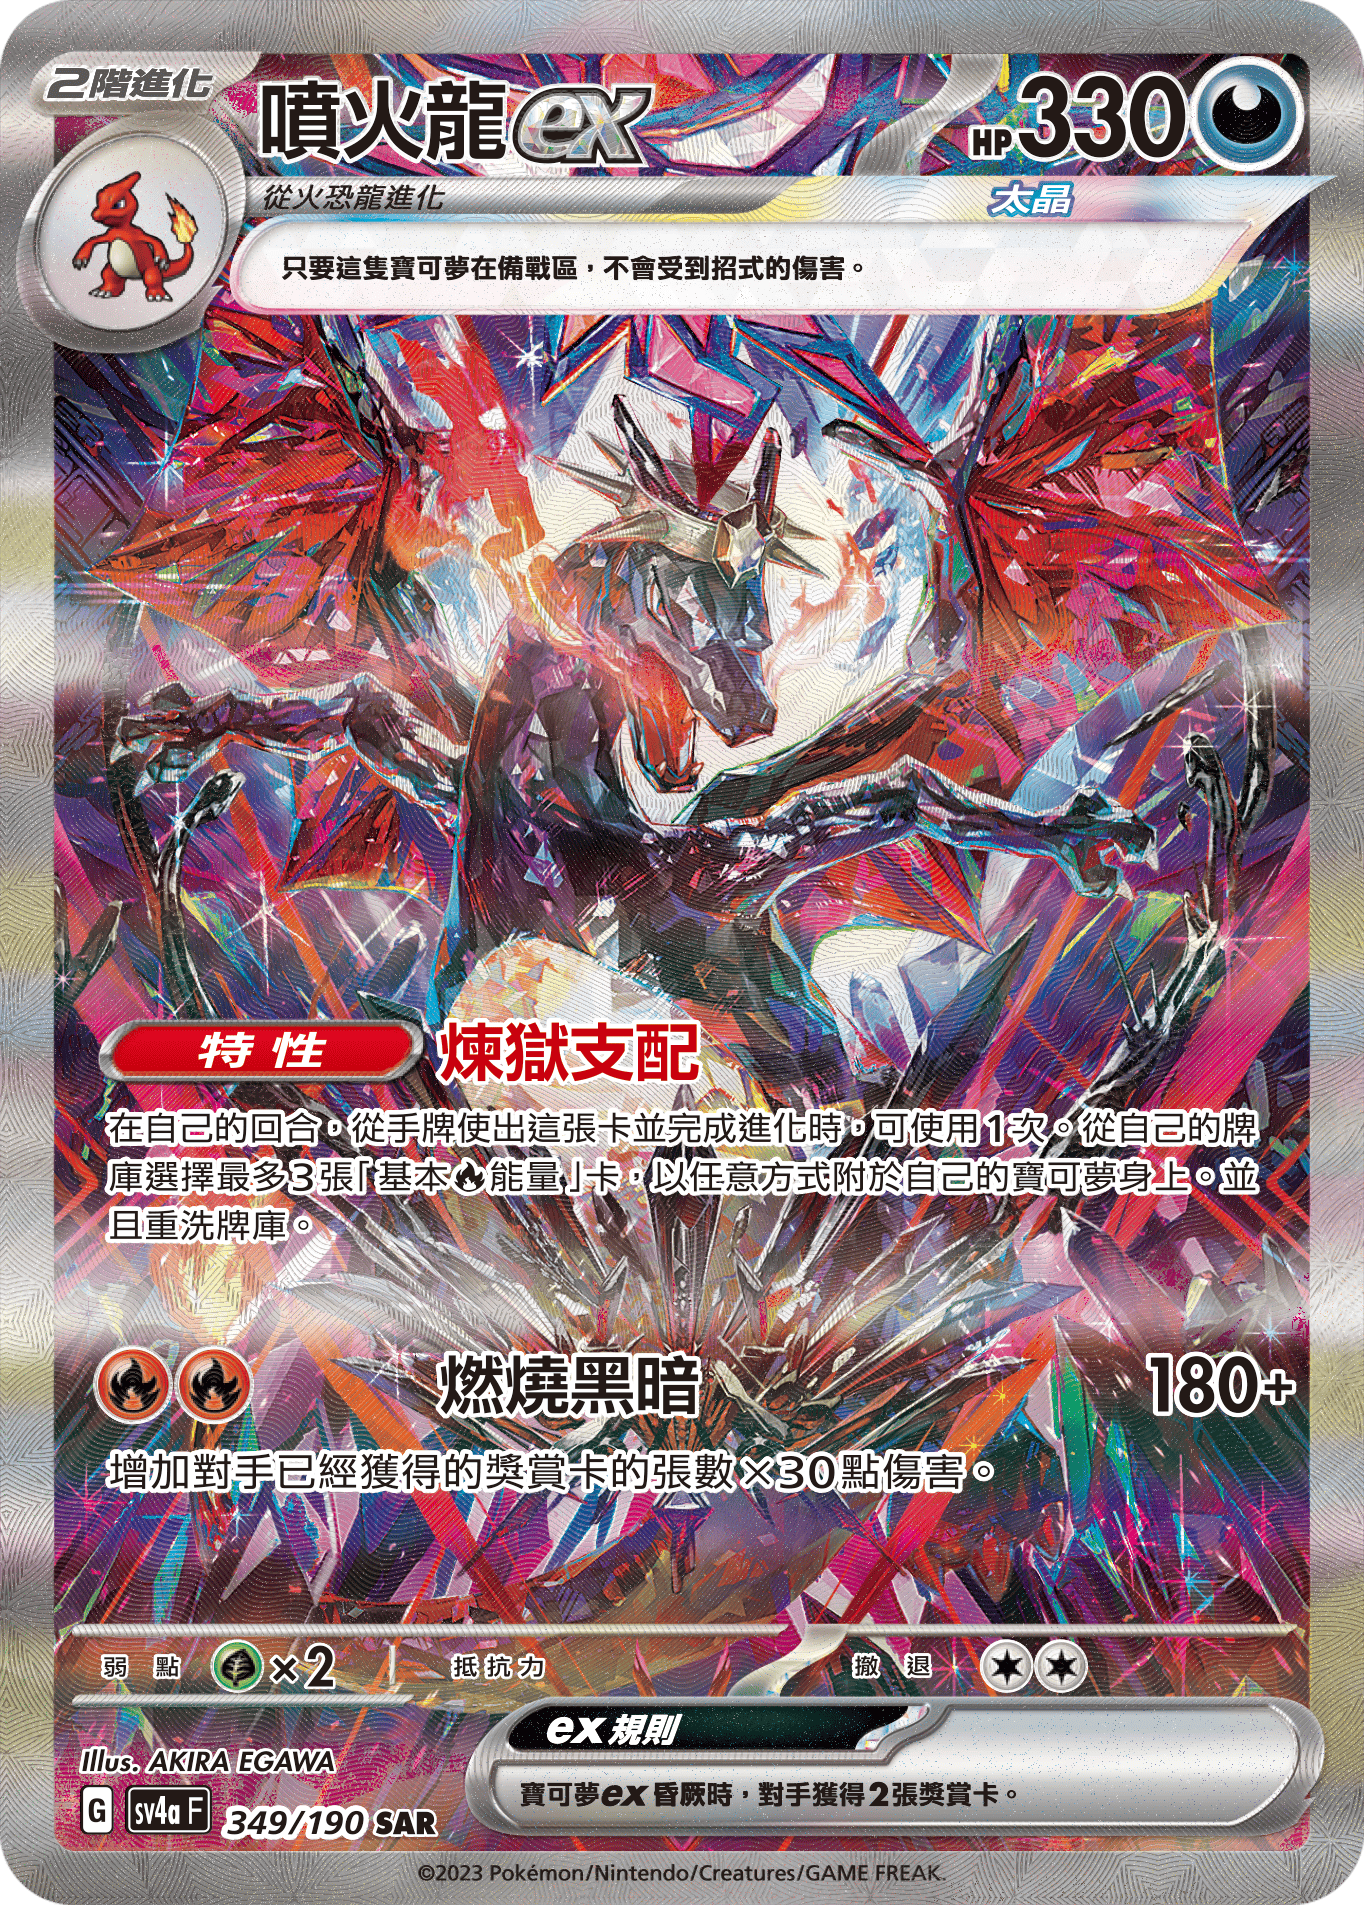 2階進化
噴火龍ex
HP330
從火恐龍進化
太晶
只要這隻寶可夢在備戰區,不會受到招式的傷害。
特性 煉獄支配
在自己的回合,從手牌使出這張卡並完成進化時,可使用1次。從自己的牌
庫選擇最多3張「基本能量」卡,以任意方式附於自己的寶可夢身上。並
且重洗牌庫。
燃燒黑暗 180+
增加對手已經獲得的獎賞卡的張數×30點傷害。
弱點 ×2 抵抗力 撤退
ex規則
寶可夢ex昏厥時,對手獲得2張獎賞卡。
Illus. AKIRA EGAWA
G sv4a F 349/190 SAR
©2023 Pokémon/Nintendo/Creatures/GAME FREAK.